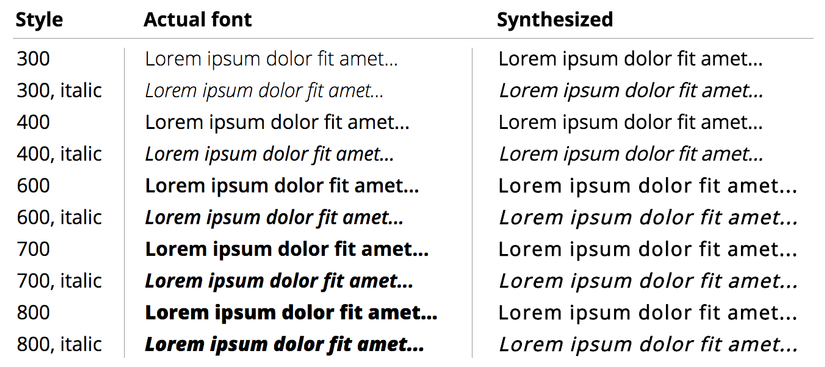 Style Actual font Synthesized
300 Lorem ipsum dolor fit amet... Lorem ipsum dolor fit amet...
300, italic Lorem ipsum dolor fit amet... Lorem ipsum dolor fit amet...
400 Lorem ipsum dolor fit amet... Lorem ipsum dolor fit amet...
400, italic Lorem ipsum dolor fit amet... Lorem ipsum dolor fit amet...
600 Lorem ipsum dolor fit amet... Lorem ipsum dolor fit amet...
600, italic Lorem ipsum dolor fit amet... Lorem ipsum dolor fit amet...
700 Lorem ipsum dolor fit amet... Lorem ipsum dolor fit amet...
700, italic Lorem ipsum dolor fit amet... Lorem ipsum dolor fit amet...
800 Lorem ipsum dolor fit amet... Lorem ipsum dolor fit amet...
800, italic Lorem ipsum dolor fit amet... Lorem ipsum dolor fit amet...